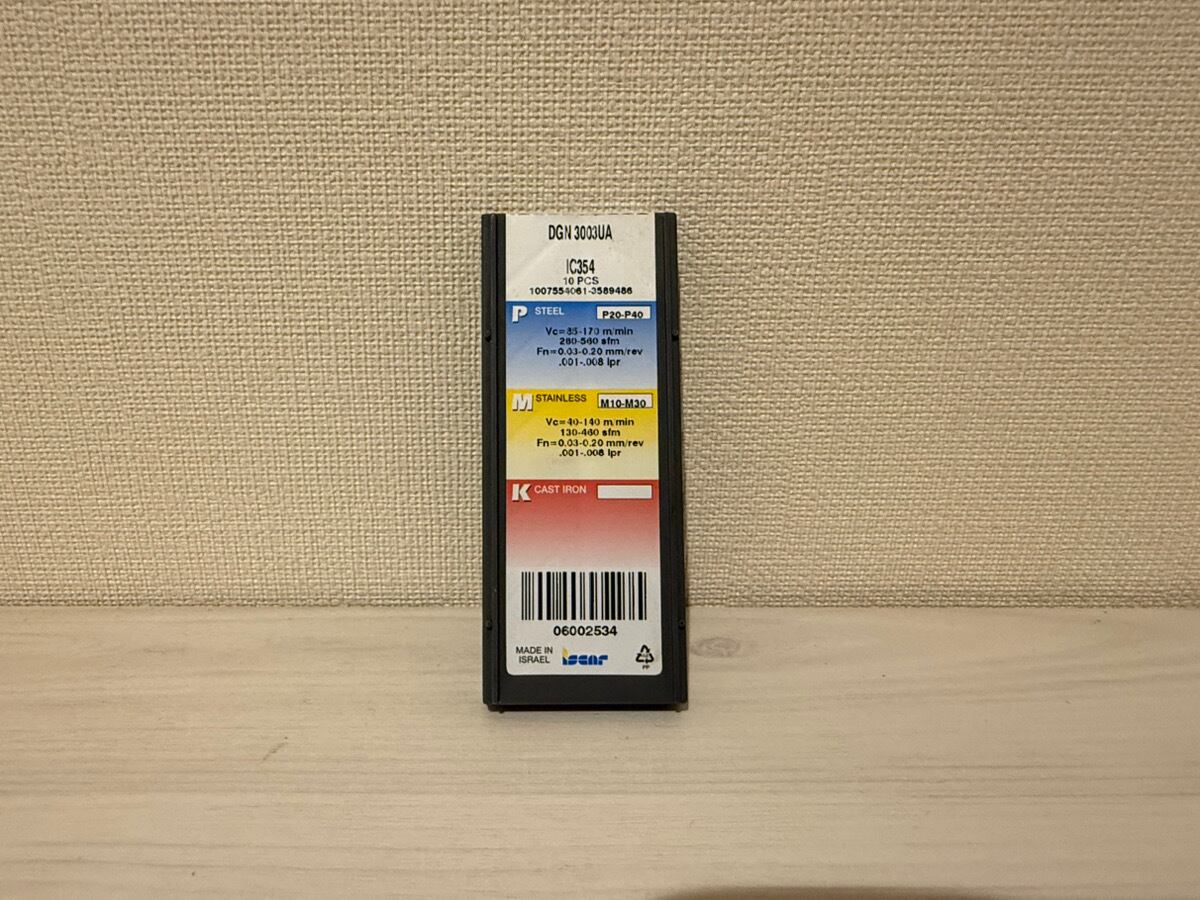 DGN 3003UA
IC354
10 PCS
1007554061-3589486
P STEEL P20-P40
Vc=85-170 m/min
280-560 sfm
Fn=0.03-0.20 mm/rev
.001-.008 ipr
M STAINLESS M10-M30
Vc=40-140 m/min
130-460 sfm
Fn=0.03-0.20 mm/rev
.001-.008 ipr
K CAST IRON
06002534
MADE IN
ISRAEL
iscar
PP